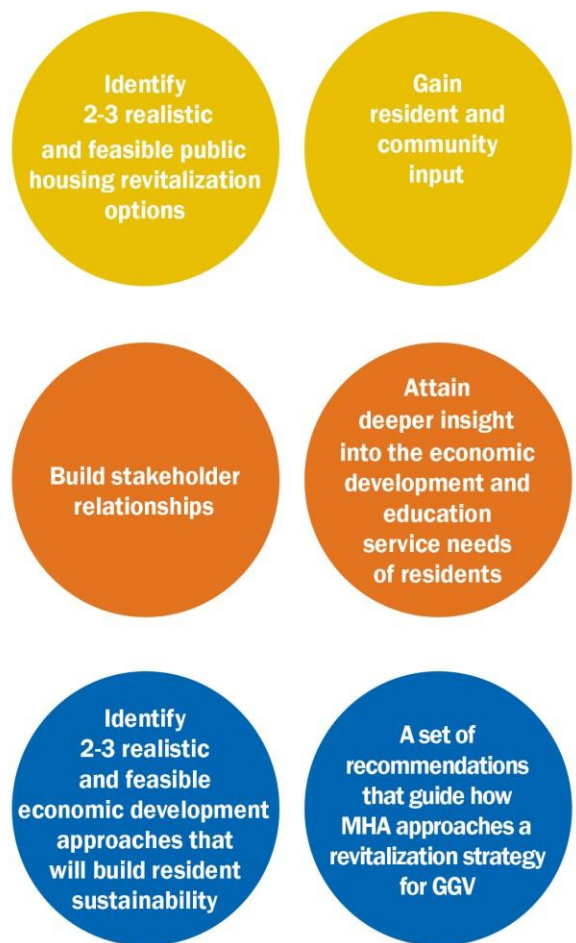 Identify
2-3 realistic
and feasible public
housing revitalization
options
Gain
resident and
community
input
Build stakeholder
relationships
Attain
deeper insight
into the economic
development and
education
service needs
of residents
Identify
2-3 realistic
and feasible
economic development
approaches that
will build resident
sustainability
A set of
recommendations
that guide how
MHA approaches a
revitalization strategy
for GGV